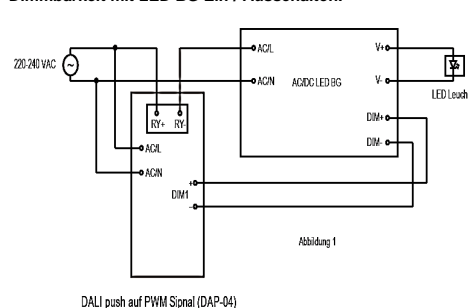 AC/L
V+
220-240 VAC
RY+ RY-
AC/N
AC/DC LED BG
V-
LED Leuch
AC/L
DIM+
AC/N
DIM-
+
DIM1
-
Abbildung 1
DALI push auf PWM Sipnal (DAP-04)